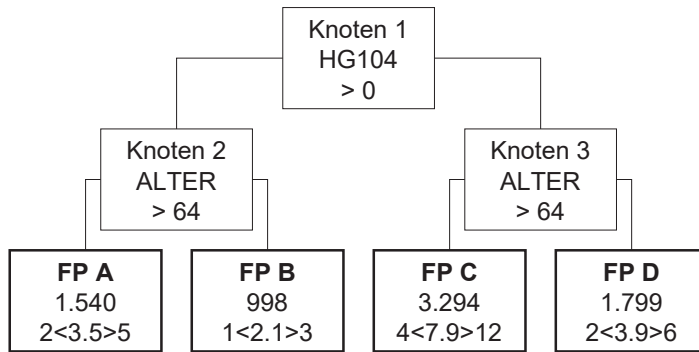 Knoten 1
HG104
> 0
Knoten 2
ALTER
> 64
Knoten 3
ALTER
> 64
FP A
1.540
2<3.5>5
FP B
998
1<2.1>3
FP C
3.294
4<7.9>12
FP D
1.799
2<3.9>6